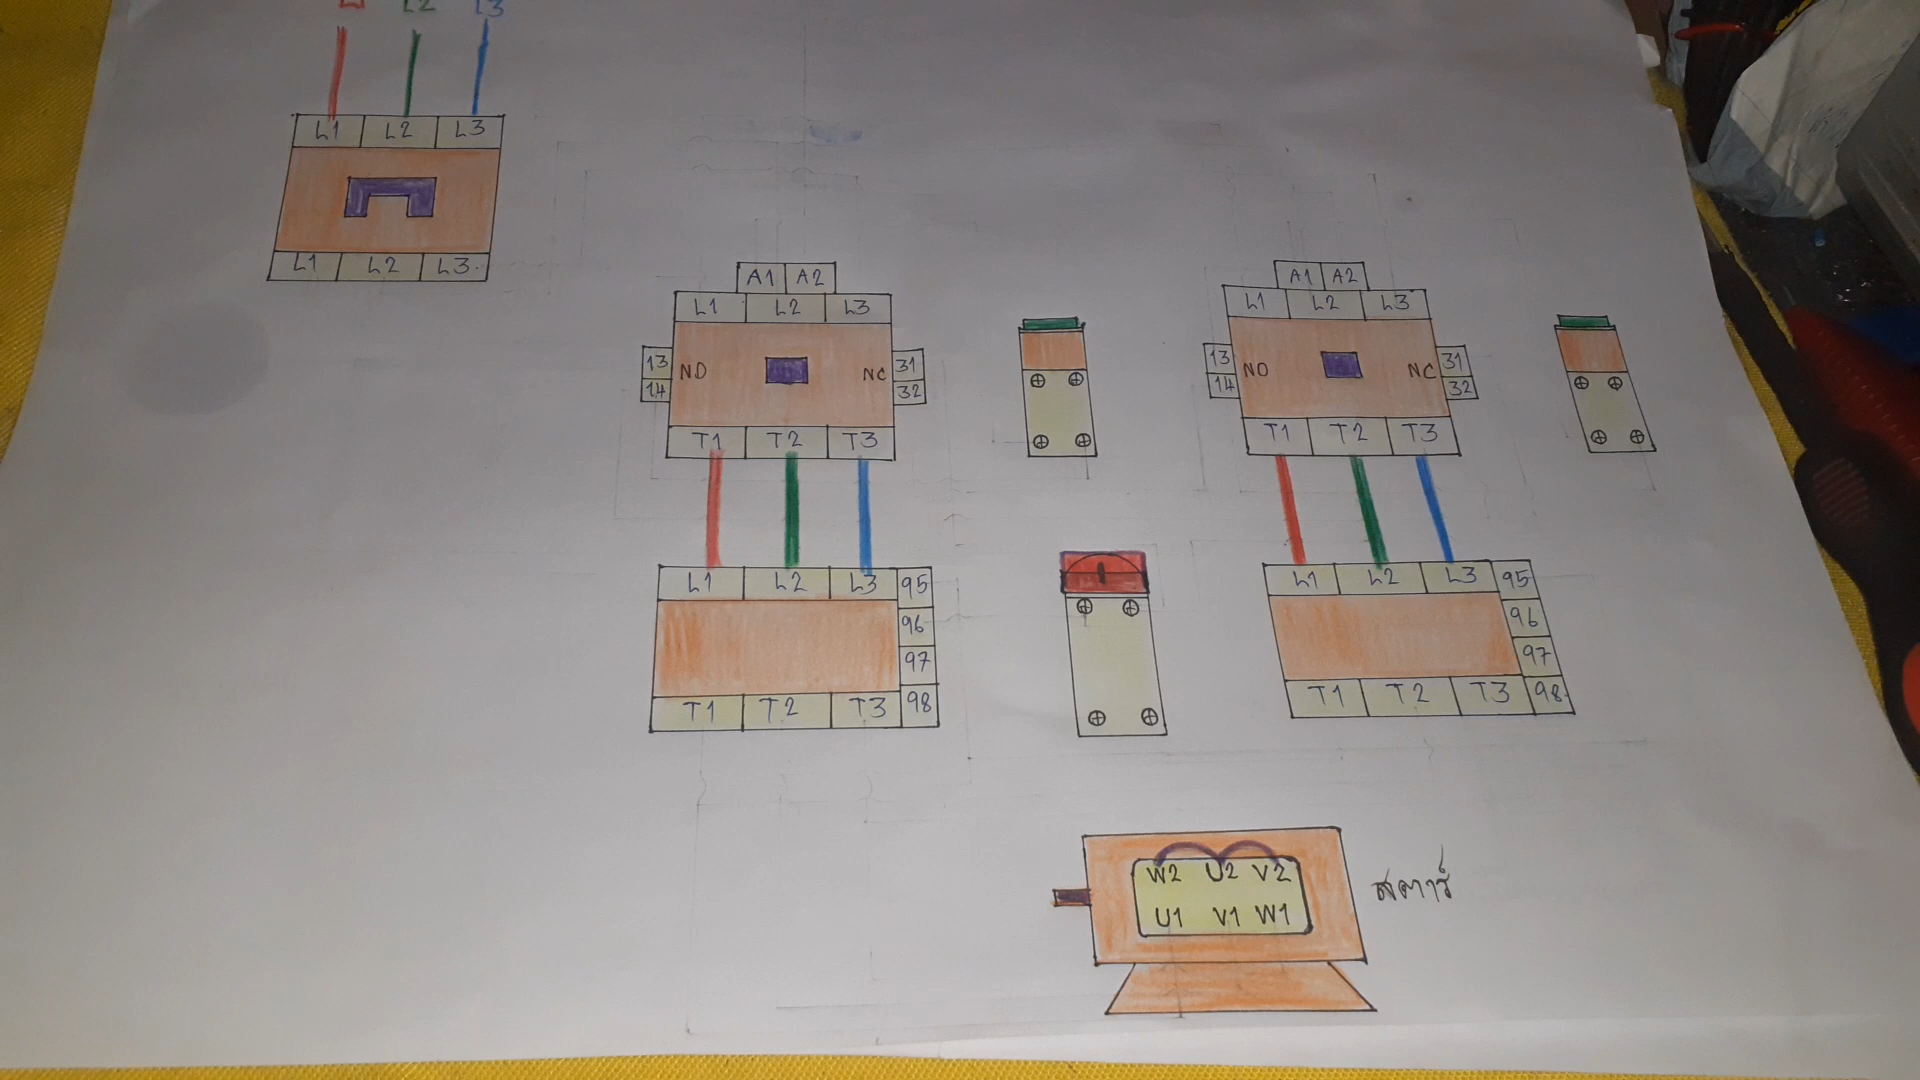 L2 L3
L1 L2 L3
L1 L2 L3
A1 A2
L1 L2 L3
13 NO NC 31
14 32
T1 T2 T3
A1 A2
L1 L2 L3
13 NO NC 31
14 32
T1 T2 T3
L1 L2 L3 95
96
97
T1 T2 T3 98
L1 L2 L3 95
96
97
T1 T2 T3 98
W2 U2 V2
U1 V1 W1
สตาร์